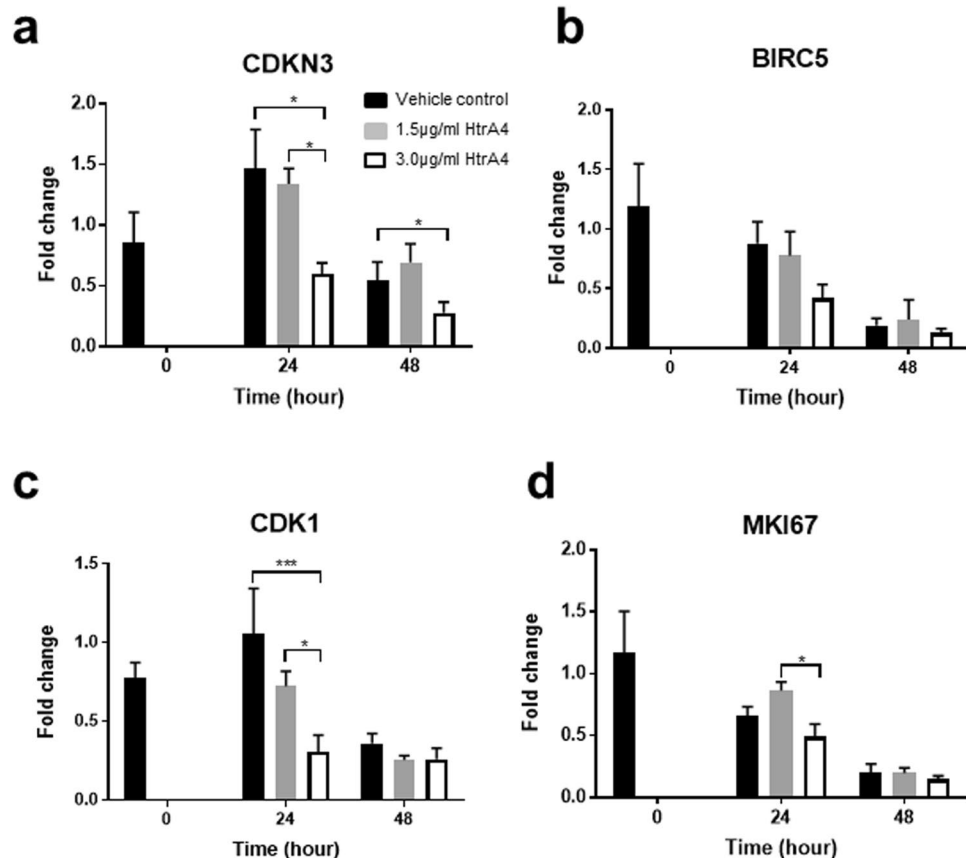 a
CDKN3
Fold change
2.0
1.5
1.0
0.5
0.0
*
*
*
Vehicle control
1.5µg/ml HtrA4
3.0µg/ml HtrA4
0 24 48
Time (hour)
b
BIRC5
Fold change
2.0
1.5
1.0
0.5
0.0
0 24 48
Time (hour)
c
CDK1
Fold change
1.5
1.0
0.5
0.0
***
*
0 24 48
Time (hour)
d
MKI67
Fold change
2.0
1.5
1.0
0.5
0.0
*
0 24 48
Time (hour)